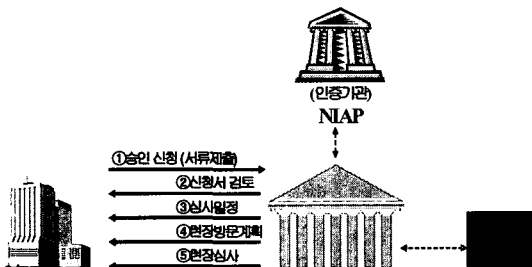 (인증기관)
NIAP
①승인 신청 (서류제출)
②신청서 검토
③심사일정
④현장방문계획
⑤현장심사